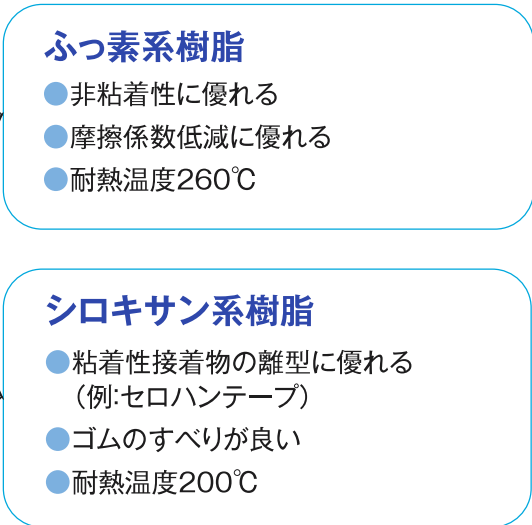 ふっ素系樹脂
●非粘着性に優れる
●摩擦係数低減に優れる
●耐熱温度260℃
シロキサン系樹脂
●粘着性接着物の離型に優れる
（例:セロハンテープ）
●ゴムのすべりが良い
●耐熱温度200℃